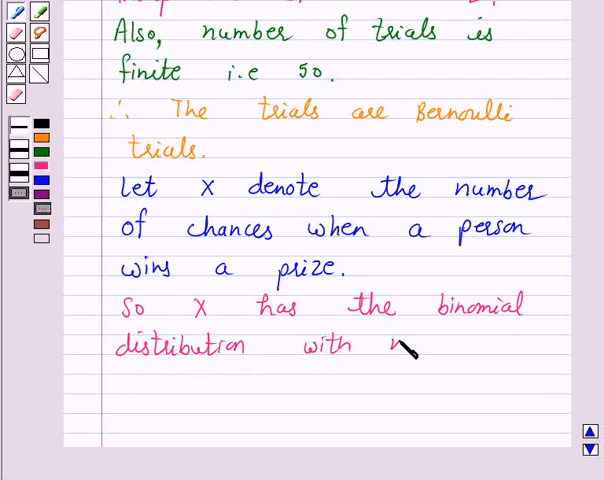 Also, number of trials is
finite i.e 50.
∴ The trials are Bernoulli
trials.
Let X denote the number
of chances when a person
wins a prize.
So X has the binomial
distribution with